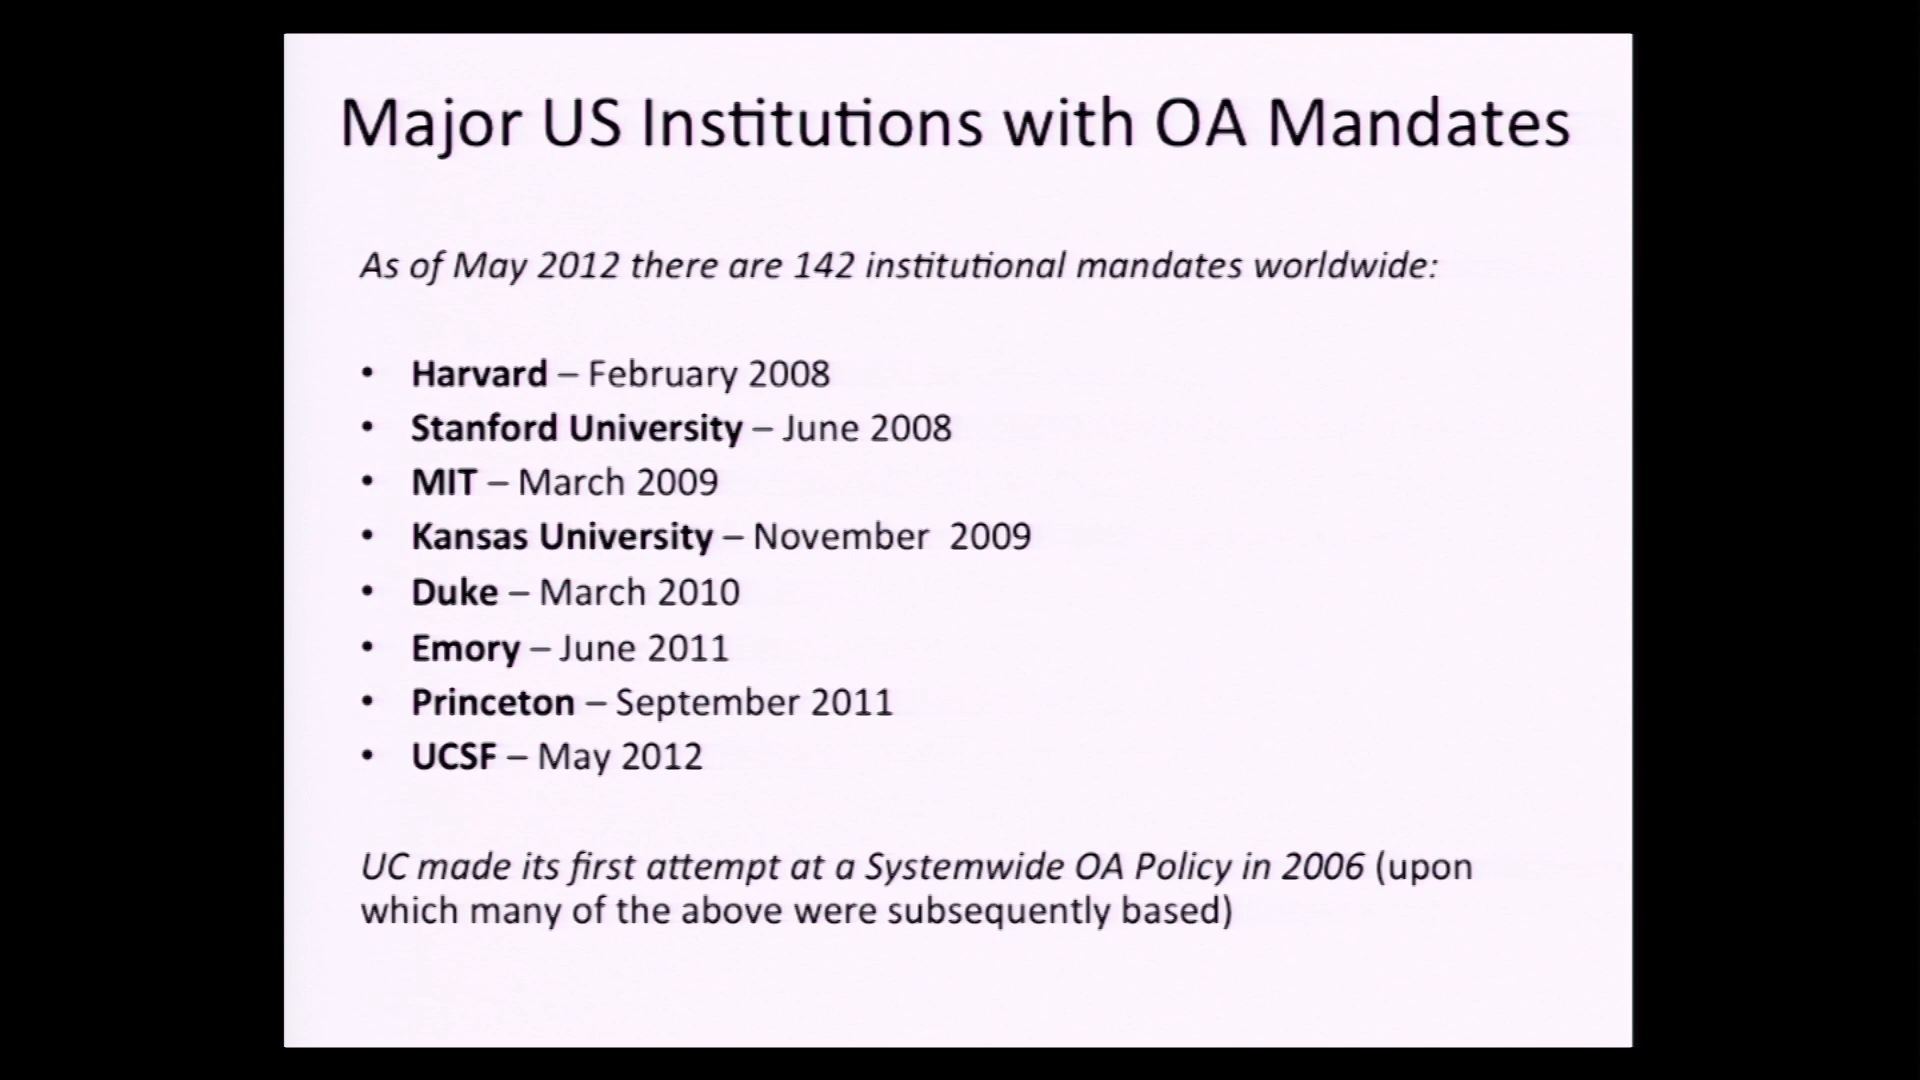 Major US Institutions with OA Mandates
As of May 2012 there are 142 institutional mandates worldwide:
• Harvard – February 2008
• Stanford University – June 2008
• MIT – March 2009
• Kansas University – November  2009
• Duke – March 2010
• Emory – June 2011
• Princeton – September 2011
• UCSF – May 2012
UC made its first attempt at a Systemwide OA Policy in 2006 (upon
which many of the above were subsequently based)